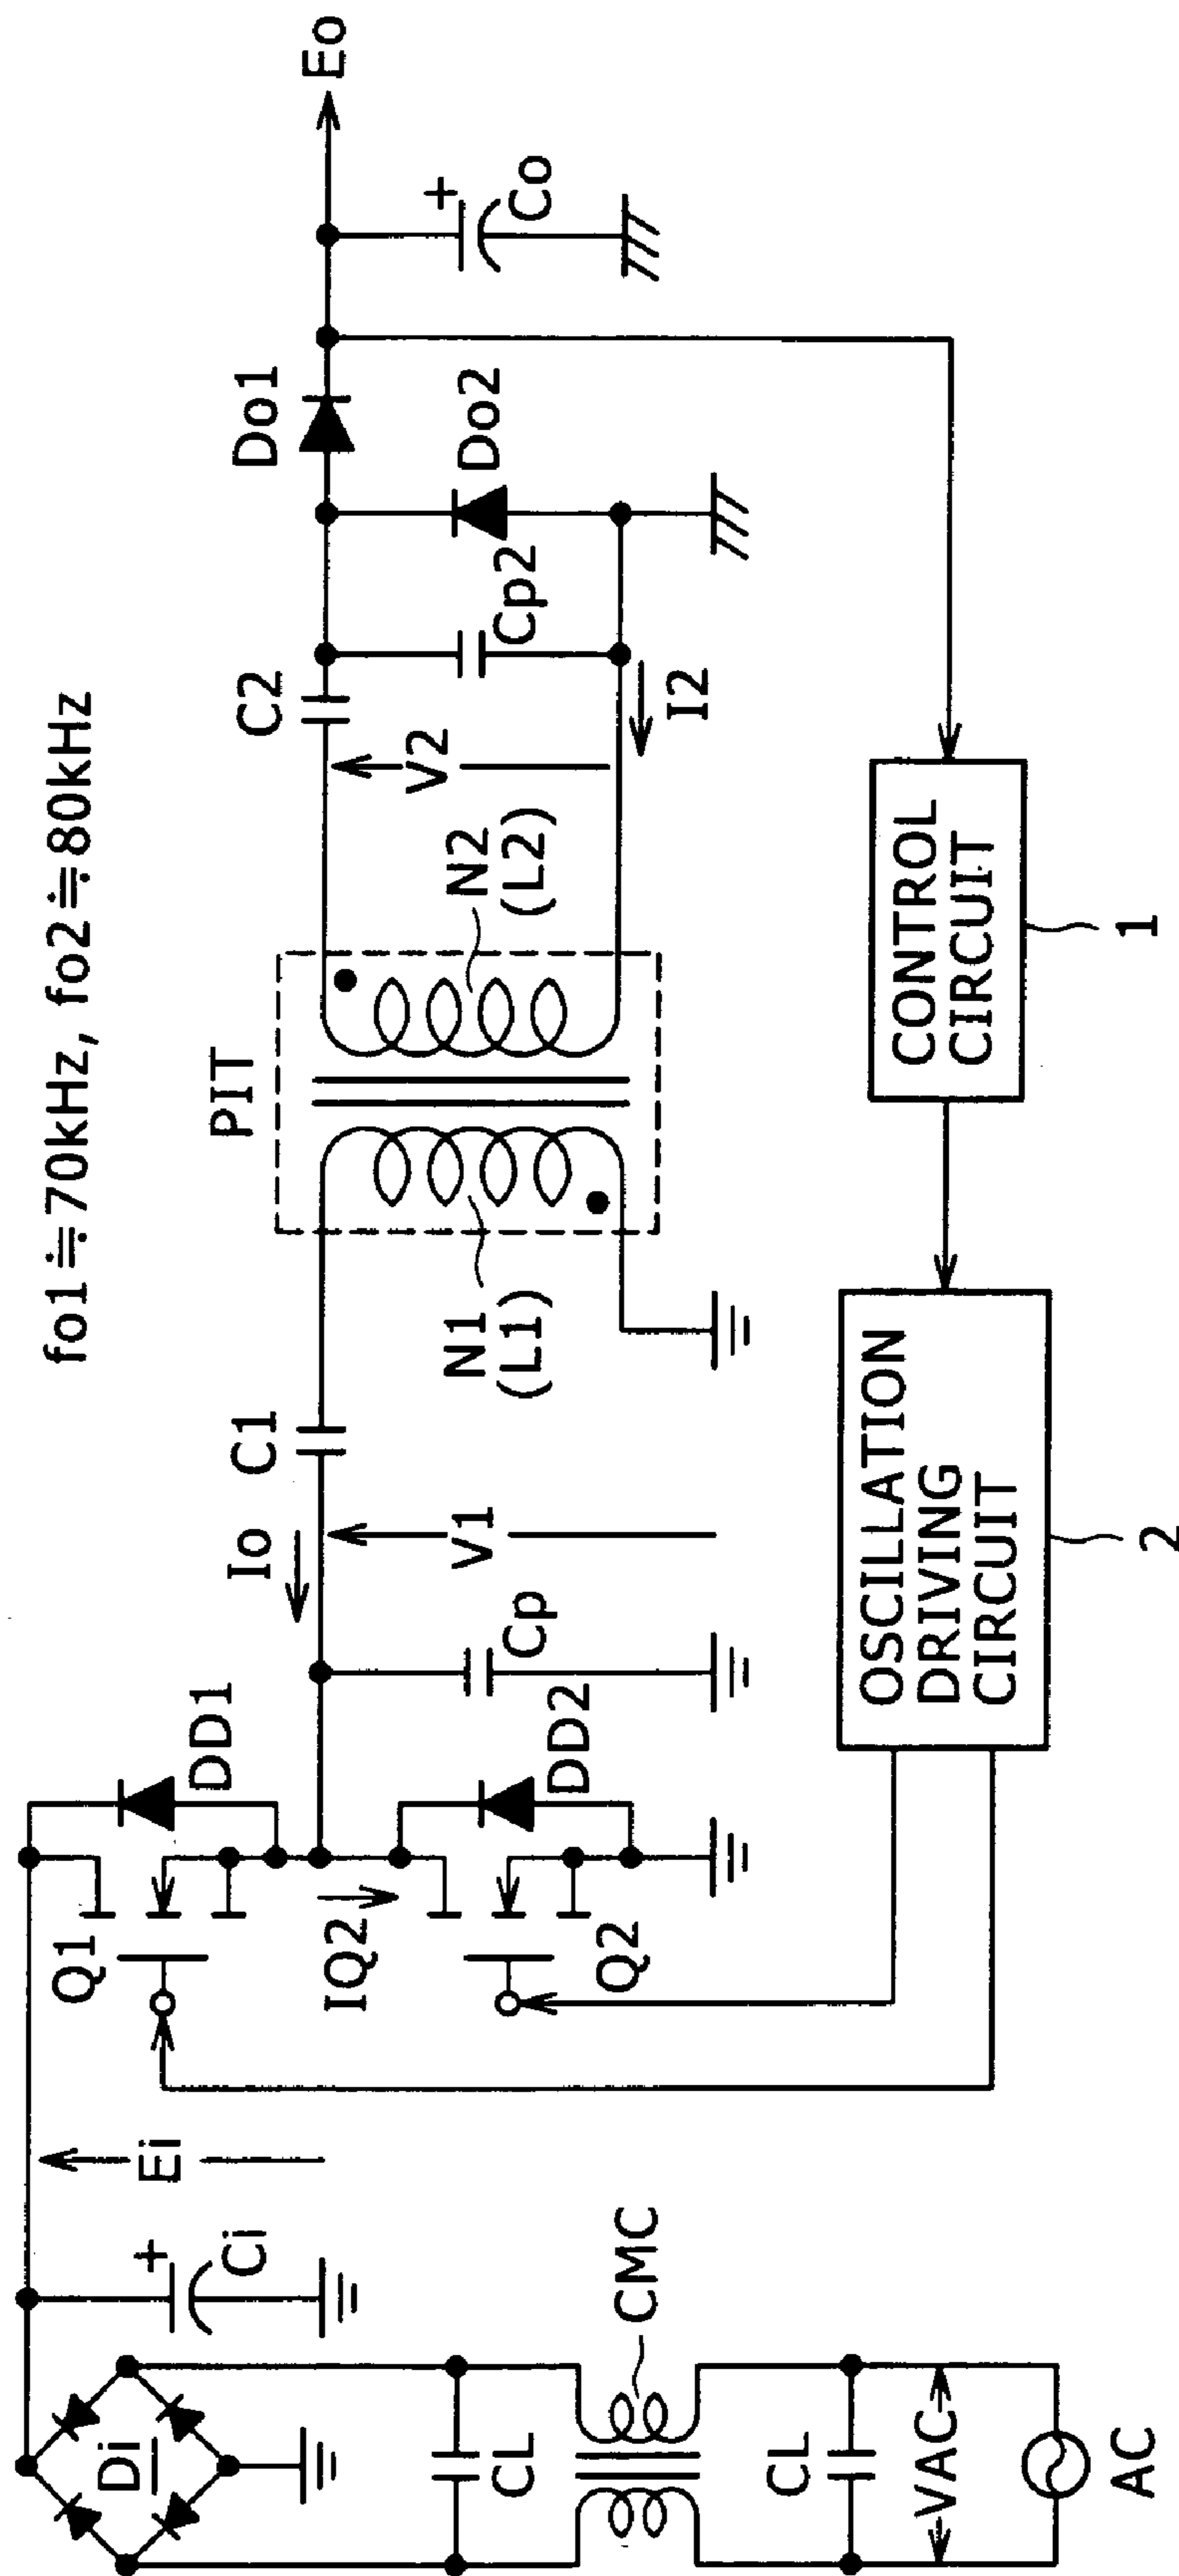 fo1≒70kHz, fo2≒80kHz
Di
CL
CMC
CL
VAC
AC
+
Ci
Ei
Q1
DD1
IQ2
Q2
DD2
Io
Cp
V1
C1
PIT
N1
(L1)
N2
(L2)
V2
C2
I2
Cp2
Do1
Do2
+
Co
Eo
OSCILLATION
DRIVING
CIRCUIT
2
CONTROL
CIRCUIT
1